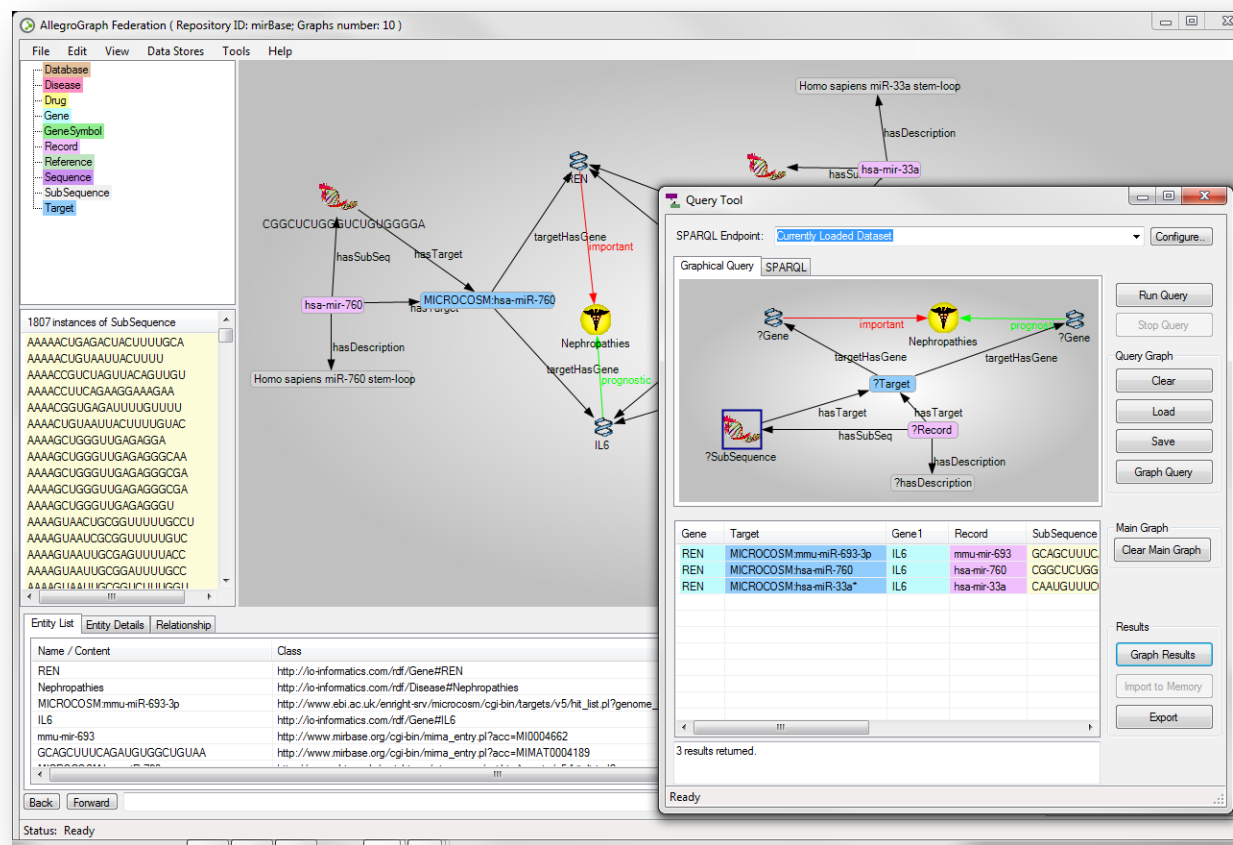 AllegroGraph Federation ( Repository ID: mirBase; Graphs number: 10 )
File Edit View Data Stores Tools Help
Database
Disease
Drug
Gene
GeneSymbol
Record
Reference
Sequence
SubSequence
Target
1807 instances of SubSequence
AAAAACUGAGACUACUUUUGCA
AAAAACUGUAAUUACUUUU
AAAACCGUCUAGUUACAGUUGU
AAAACCUUCAGAAGGAAAGAA
AAAACGGUGAGAUUUUGUUUU
AAAACUGUAAUUACUUUUGUAC
AAAAGCUGGGUUGAGAGGA
AAAAGCUGGGUUGAGAGGGCAA
AAAAGCUGGGUUGAGAGGGCGA
AAAAGCUGGGUUGAGAGGGCGA
AAAAGCUGGGUUGAGAGGGU
AAAAGUAACUGCGGUUUUUGCCU
AAAAGUAAUCGCGGUUUUUGUC
AAAAGUAAUUGCGAGUUUUACC
AAAAGUAAUUGCGGAUUUUGCC
AAAAGUAAUUGCGGUCUUUGGU
Homo sapiens miR-33a stem-loop
hasDescription
hsa-mir-33a
REN
CGGCUCUGGGUCUGUGGGGA
targetHasGene
important
hasSubSeq
hasTarget
MICROCOSM:hsa-miR-760
hsa-mir-760
hasTarget
Nephropathies
hasDescription
targetHasGene
Homo sapiens miR-760 stem-loop
prognostic
IL6
Query Tool
SPARQL Endpoint: Currently Loaded Dataset Configure..
Graphical Query SPARQL
?Gene
important
Nephropathies
?Gene
targetHasGene
targetHasGene
?Target
hasTarget
hasTarget
?Record
hasSubSeq
?SubSequence
hasDescription
?hasDescription
Run Query
Stop Query
Query Graph
Clear
Load
Save
Graph Query
Main Graph
Clear Main Graph
Results
Graph Results
Import to Memory
Export
Gene Target Gene1 Record SubSequence
REN MICROCOSM:mmu-miR-693-3p IL6 mmu-mir-693 GCAGCUUUC
REN MICROCOSM:hsa-miR-760 IL6 hsa-mir-760 CGGCUCUGG
REN MICROCOSM:hsa-miR-33a* IL6 hsa-mir-33a CAAUGUUUC
3 results returned.
Ready
Entity List Entity Details Relationship
Name / Content Class
REN http://io-informatics.com/rdf/Gene#REN
Nephropathies http://io-informatics.com/rdf/Disease#Nephropathies
MICROCOSM:mmu-miR-693-3p http://www.ebi.ac.uk/enright-srv/microcosm/cgi-bin/targets/v5/hit_list.pl?genome_
IL6 http://io-informatics.com/rdf/Gene#IL6
mmu-mir-693 http://www.mirbase.org/cgi-bin/mirna_entry.pl?acc=MI0004662
GCAGCUUUCAGAUGUGGCUGUAA http://www.mirbase.org/cgi-bin/mirna_entry.pl?acc=MIMAT0004189
Back Forward
Status: Ready